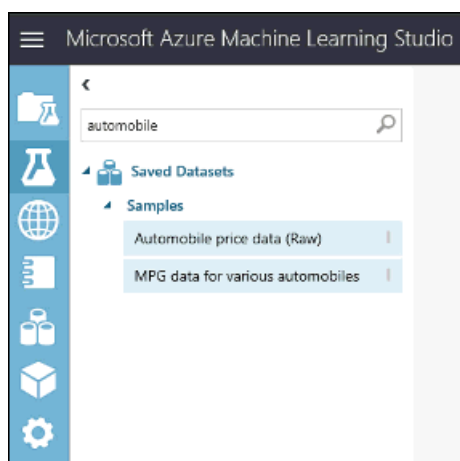 Microsoft Azure Machine Learning Studio
automobile
Saved Datasets
Samples
Automobile price data (Raw)
MPG data for various automobiles